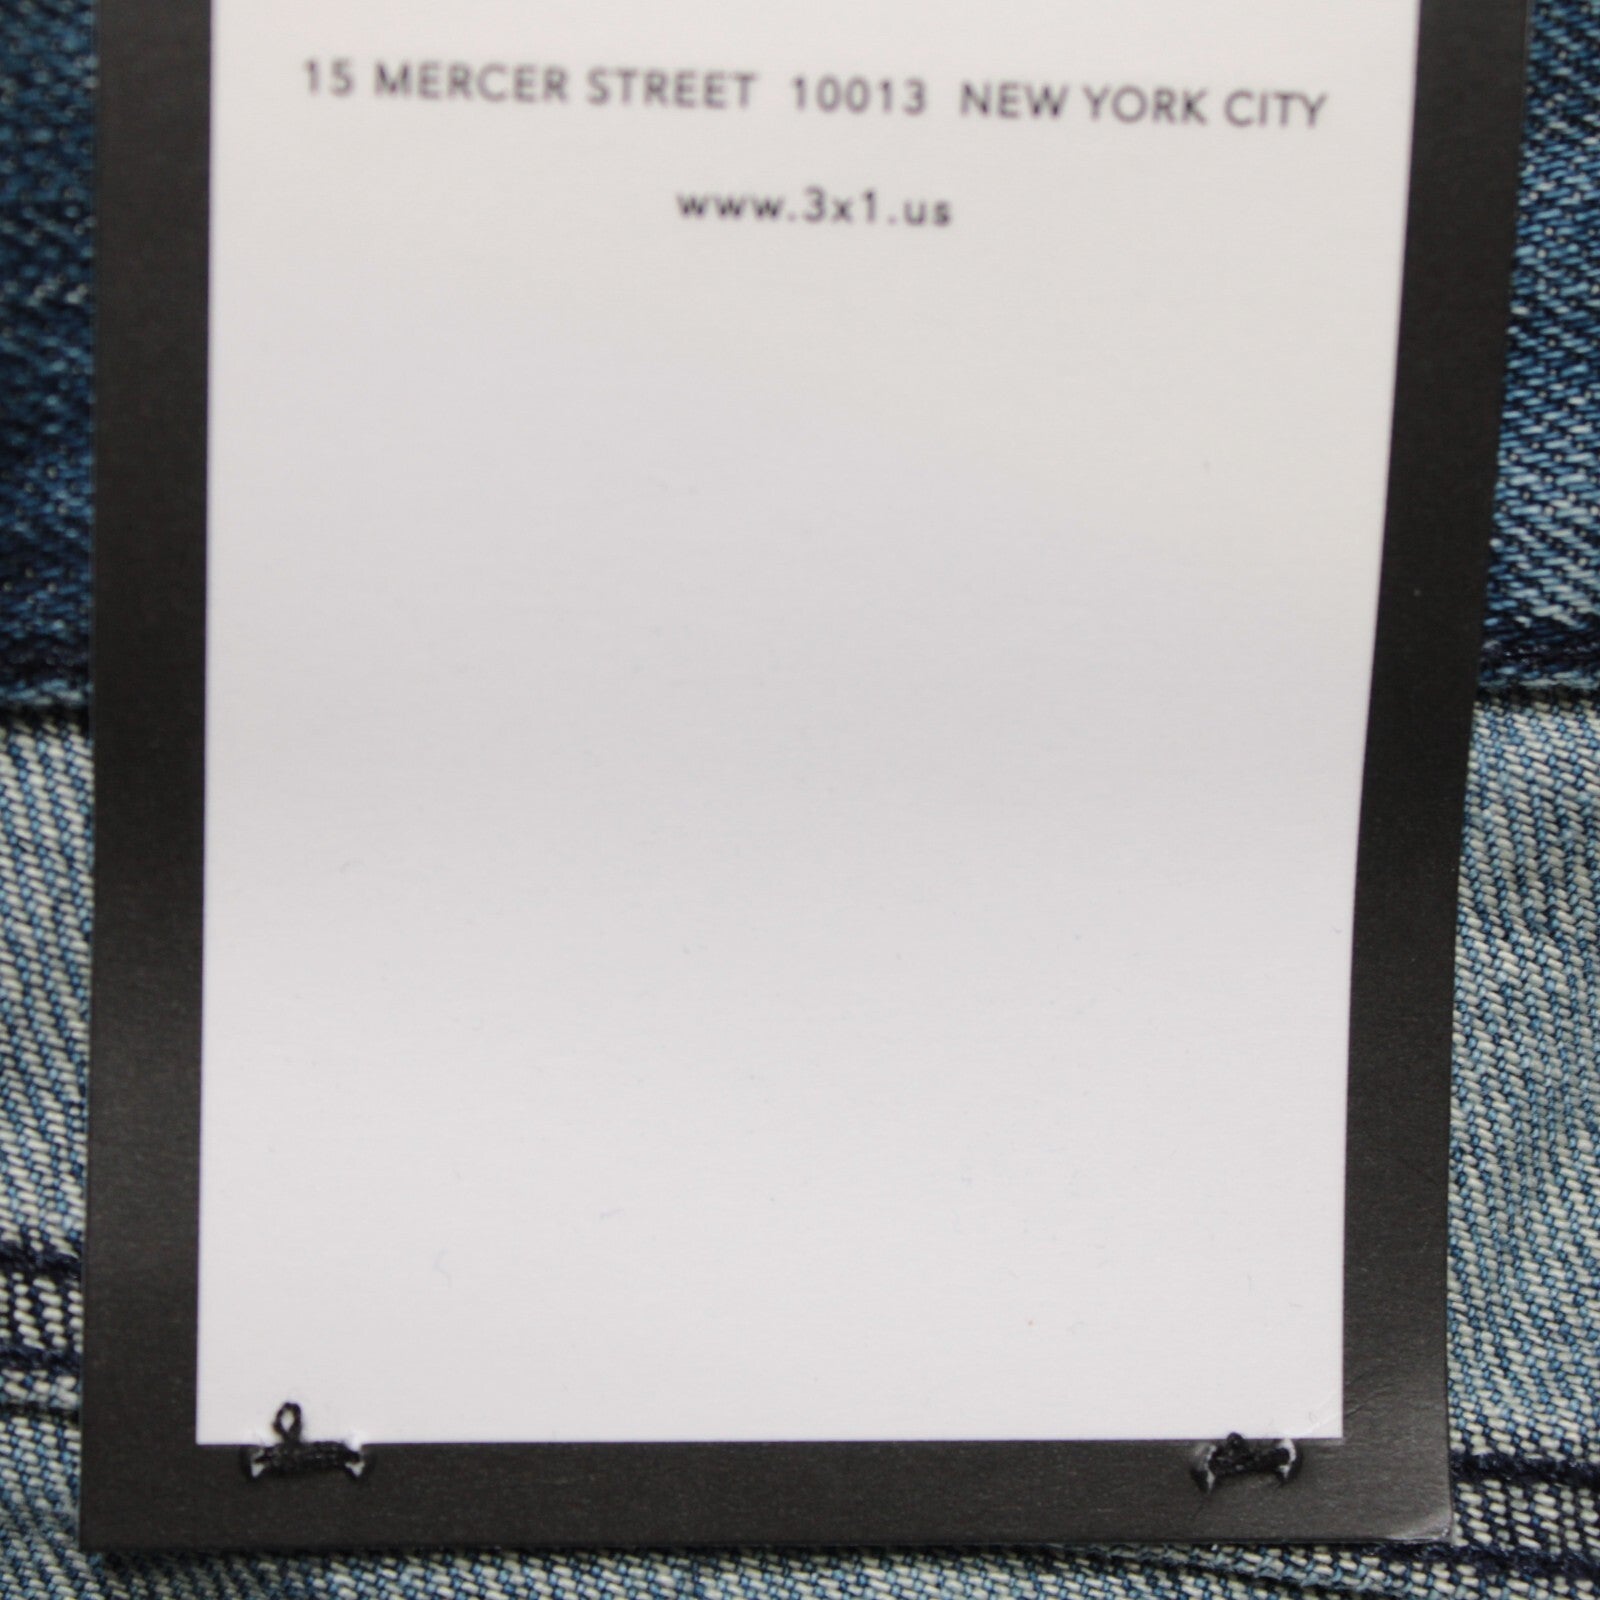 15 MERCER STREET 10013 NEW YORK CITY
www.3x1.us